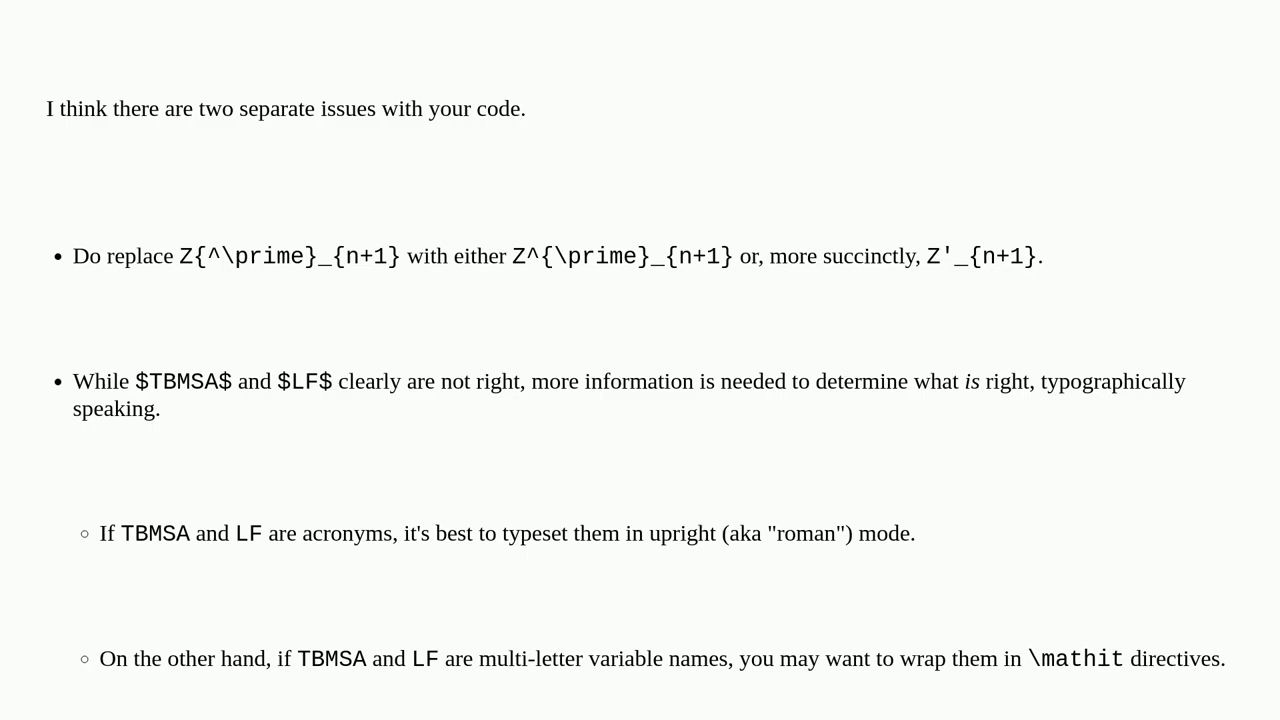 I think there are two separate issues with your code.
• Do replace Z{^\prime}_{n+1} with either Z^{\prime}_{n+1} or, more succinctly, Z'_{n+1}.
• While $TBMSA$ and $LF$ clearly are not right, more information is needed to determine what is right, typographically
speaking.
◦ If TBMSA and LF are acronyms, it's best to typeset them in upright (aka "roman") mode.
◦ On the other hand, if TBMSA and LF are multi-letter variable names, you may want to wrap them in \mathit directives.